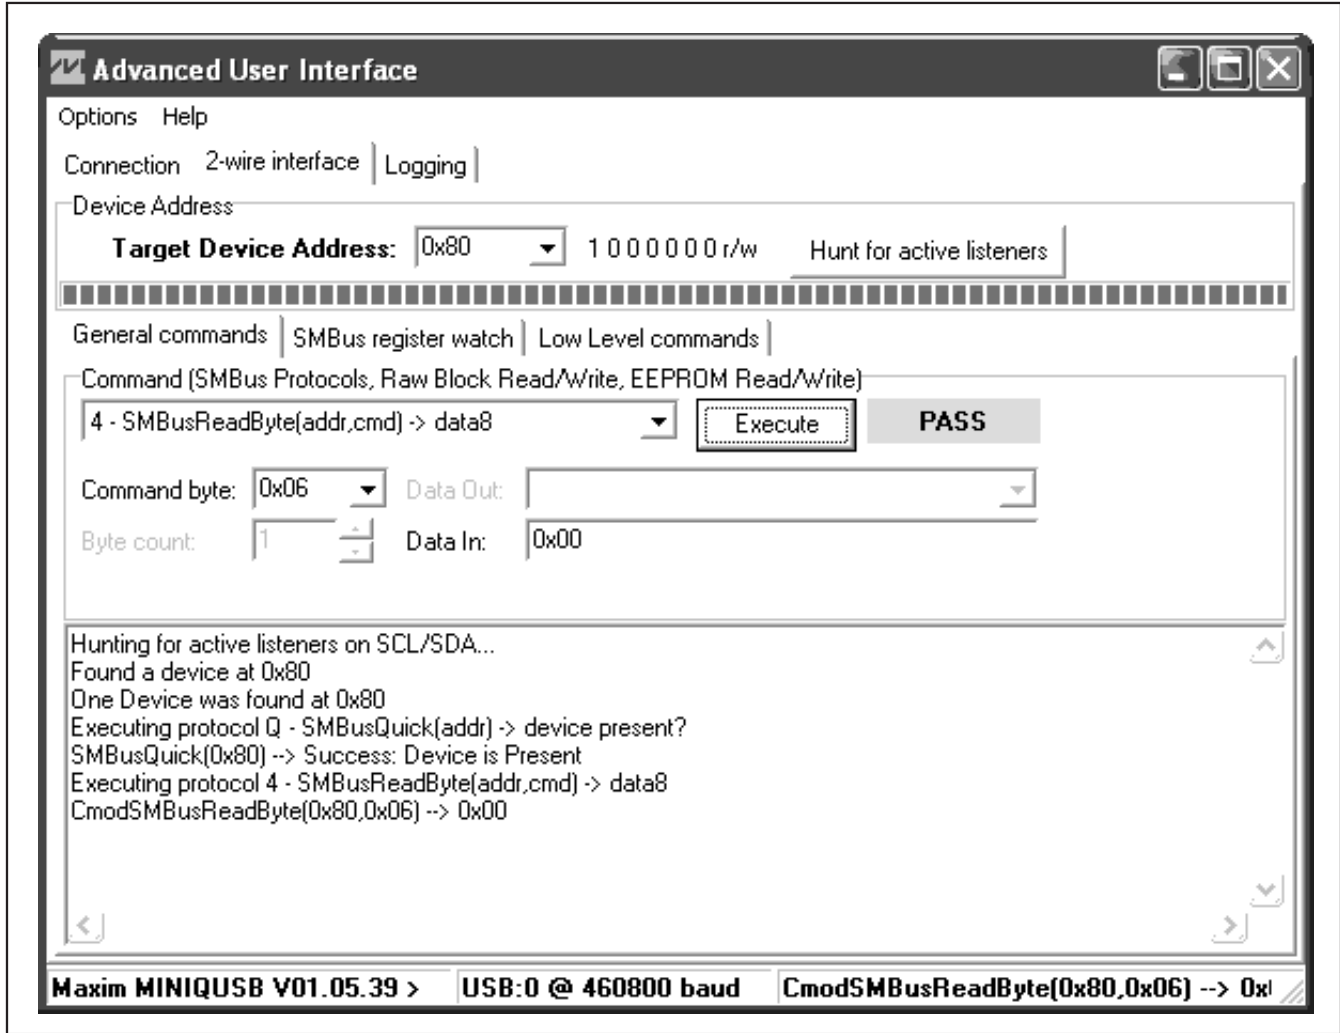 Advanced User Interface
Options Help
Connection 2-wire interface Logging
Device Address
Target Device Address: 0x80 1 0 0 0 0 0 0 r/w Hunt for active listeners
General commands SMBus register watch Low Level commands
Command (SMBus Protocols, Raw Block Read/Write, EEPROM Read/Write)
4 - SMBusReadByte(addr,cmd) -> data8 Execute PASS
Command byte: 0x06 Data Out:
Byte count: 1 Data In: 0x00
Hunting for active listeners on SCL/SDA...
Found a device at 0x80
One Device was found at 0x80
Executing protocol Q - SMBusQuick(addr) -> device present?
SMBusQuick(0x80) --> Success: Device is Present
Executing protocol 4 - SMBusReadByte(addr,cmd) -> data8
CmodSMBusReadByte(0x80,0x06) --> 0x00
Maxim MINIQUSB V01.05.39 > USB:0 @ 460800 baud CmodSMBusReadByte(0x80,0x06) -->